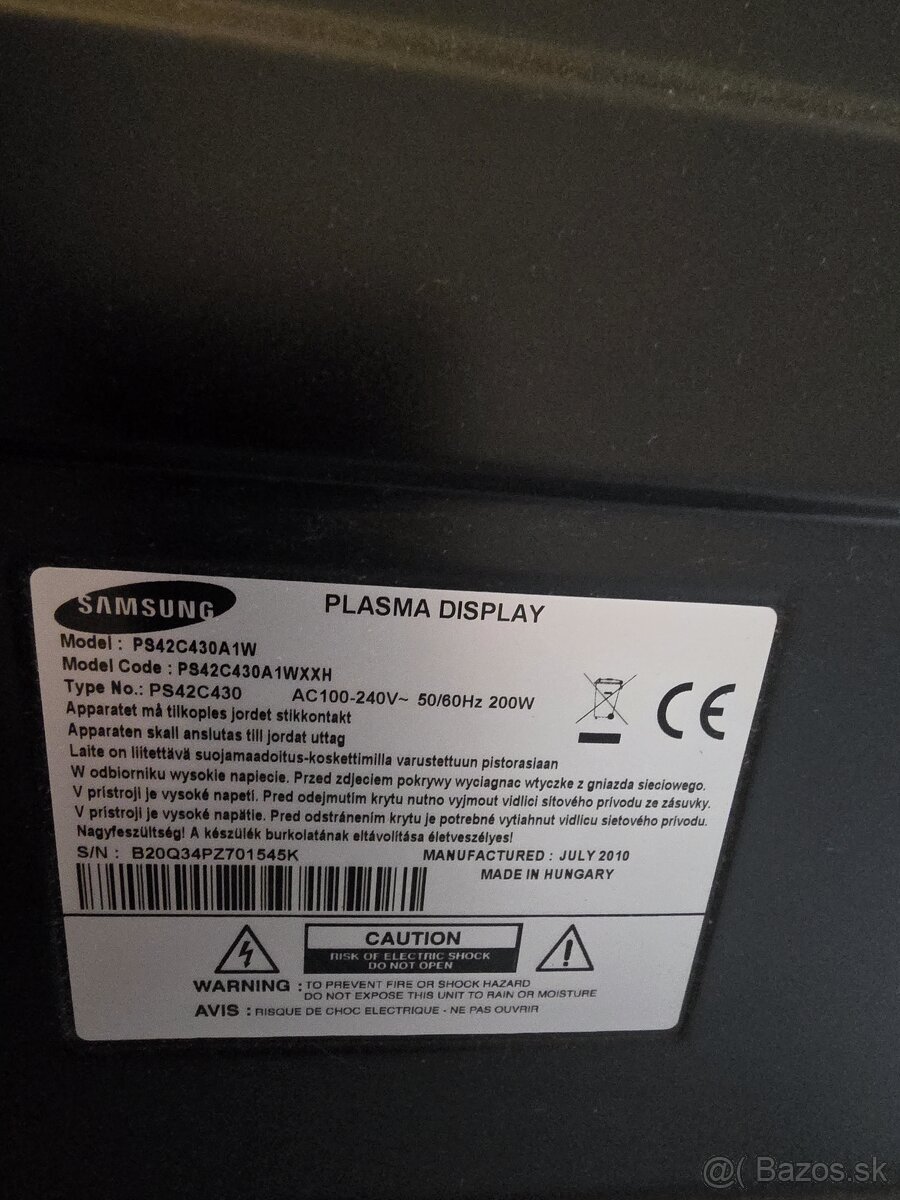 SAMSUNG
PLASMA DISPLAY
Model : PS42C430A1W
Model Code : PS42C430A1WXXH
Type No.: PS42C430 AC100-240V~ 50/60Hz 200W
Apparatet må tilkoples jordet stikkontakt
Apparaten skall anslutas till jordat uttag
Laite on liitettävä suojamaadoitus-koskettimilla varustettuun pistorasiaan
W odbiorniku wysokie napiecie. Przed zdjeciem pokrywy wyciagnac wtyczke z gniazda sieciowego.
V prístroji je vysoké napetí. Pred odejmutím krytu nutno vyjmout vidlici sítového prívodu ze zásuvky.
V prístroji je vysoké napätie. Pred odstránením krytu je potrebné vytiahnut vidlicu sietového prívodu.
Nagyfeszültség! A készülék burkolatának eltávolítása életveszélyes!
S/N : B20Q34PZ701545K MANUFACTURED : JULY 2010
MADE IN HUNGARY
CE
CAUTION
RISK OF ELECTRIC SHOCK
DO NOT OPEN
WARNING : TO PREVENT FIRE OR SHOCK HAZARD
DO NOT EXPOSE THIS UNIT TO RAIN OR MOISTURE
AVIS : RISQUE DE CHOC ELECTRIQUE - NE PAS OUVRIR
@( Bazos.sk